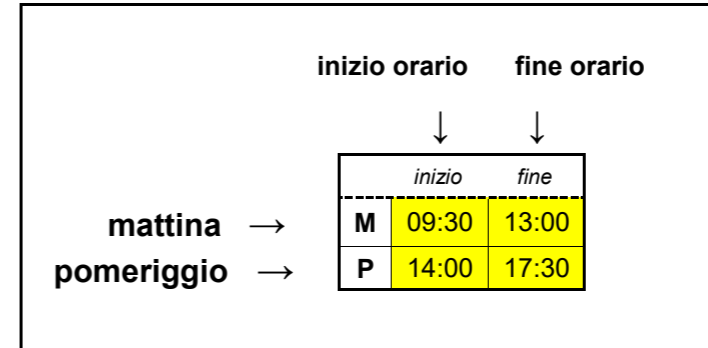 inizio orario fine orario
↓ ↓
inizio fine
mattina → M 09:30 13:00
pomeriggio → P 14:00 17:30